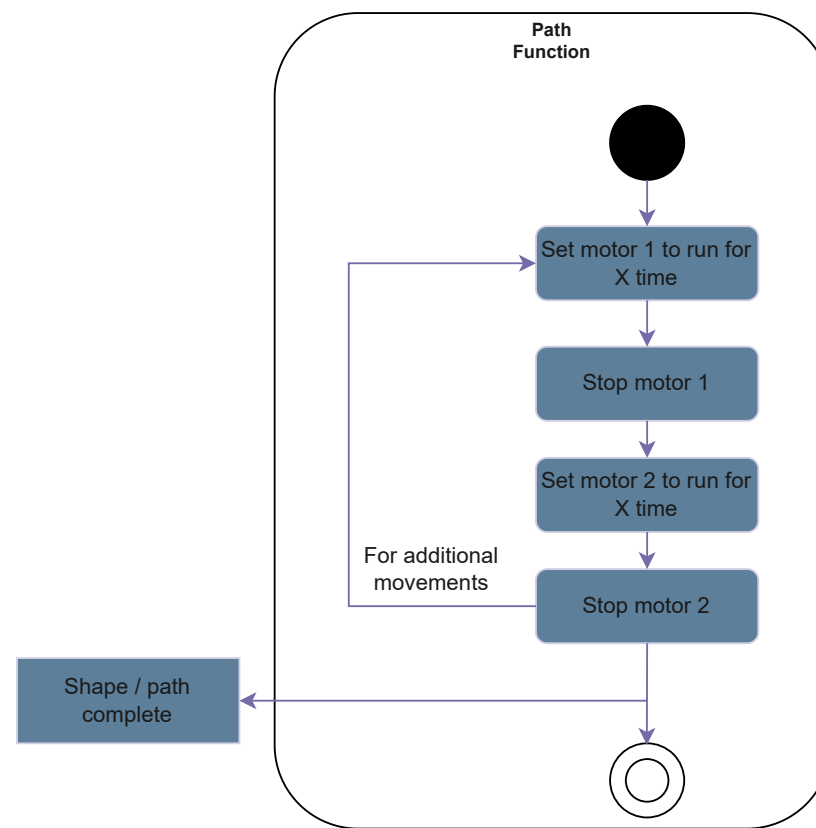 Path
Function
Set motor 1 to run for
X time
Stop motor 1
Set motor 2 to run for
X time
For additional
movements
Stop motor 2
Shape / path
complete